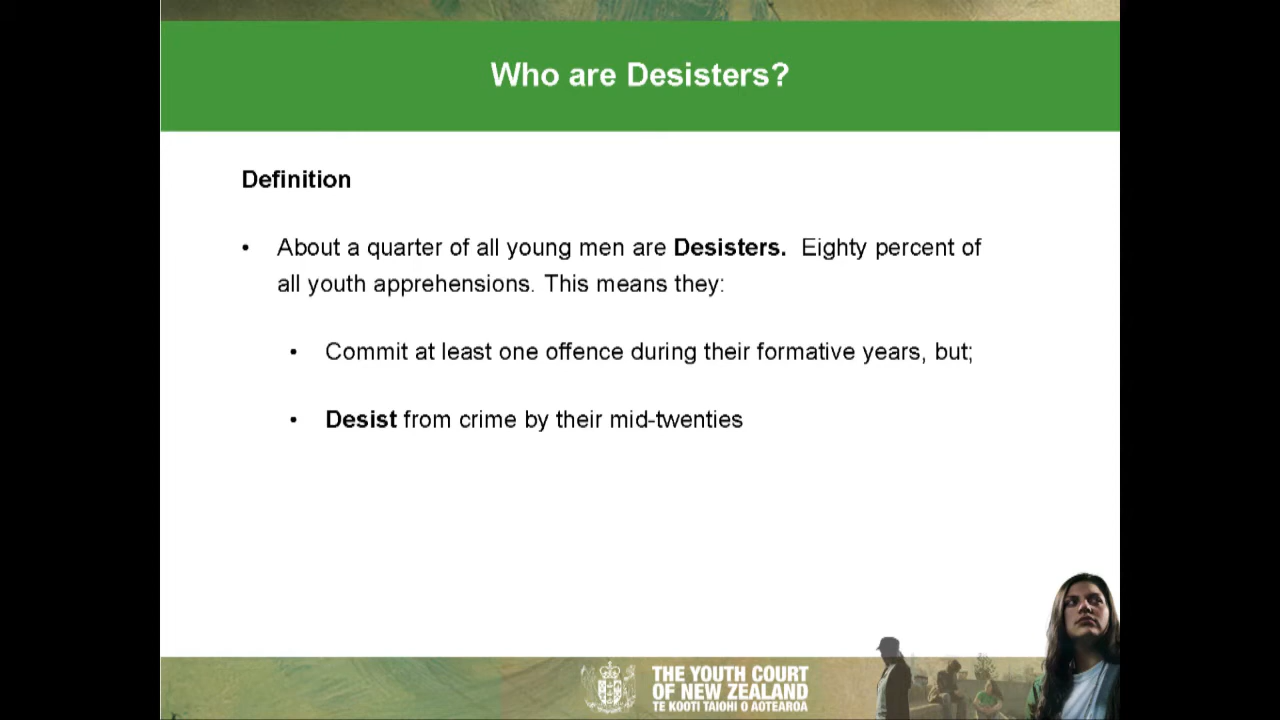 Who are Desisters?
Definition
• About a quarter of all young men are Desisters. Eighty percent of
all youth apprehensions. This means they:
• Commit at least one offence during their formative years, but;
• Desist from crime by their mid-twenties
THE YOUTH COURT
OF NEW ZEALAND
TE KOOTI TAIOHI O AOTEAROA